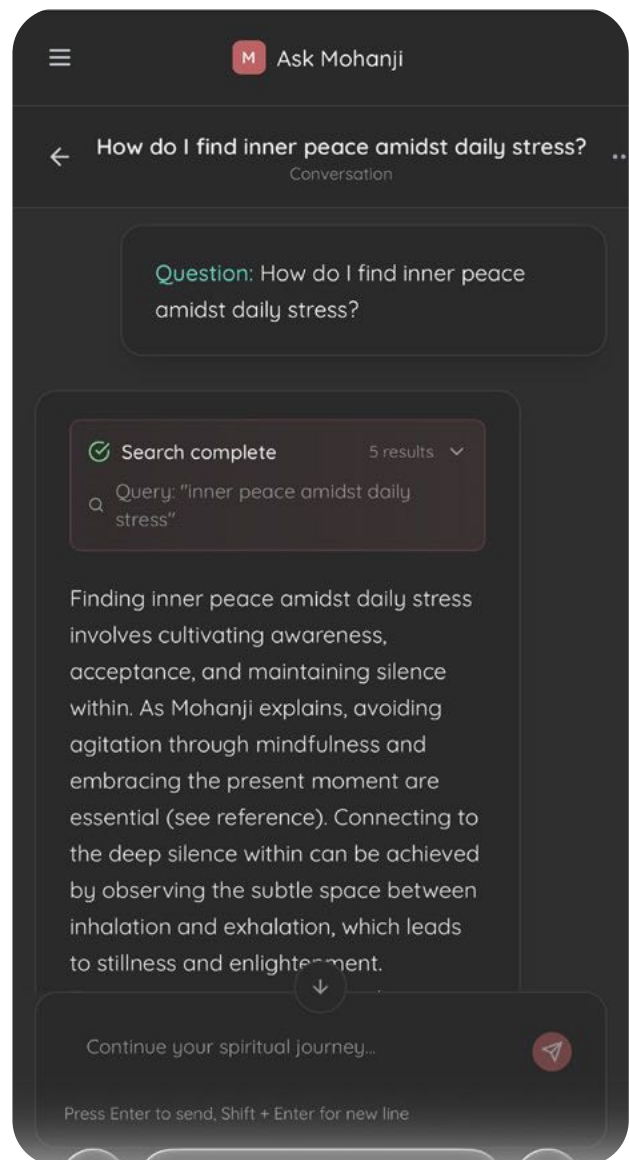 M Ask Mohanji
How do I find inner peace amidst daily stress?
Conversation
Question: How do I find inner peace
amidst daily stress?
Search complete 5 results
Query: "inner peace amidst daily
stress"
Finding inner peace amidst daily stress
involves cultivating awareness,
acceptance, and maintaining silence
within. As Mohanji explains, avoiding
agitation through mindfulness and
embracing the present moment are
essential (see reference). Connecting to
the deep silence within can be achieved
by observing the subtle space between
inhalation and exhalation, which leads
to stillness and enlightenment.
Continue your spiritual journey...
Press Enter to send, Shift + Enter for new line